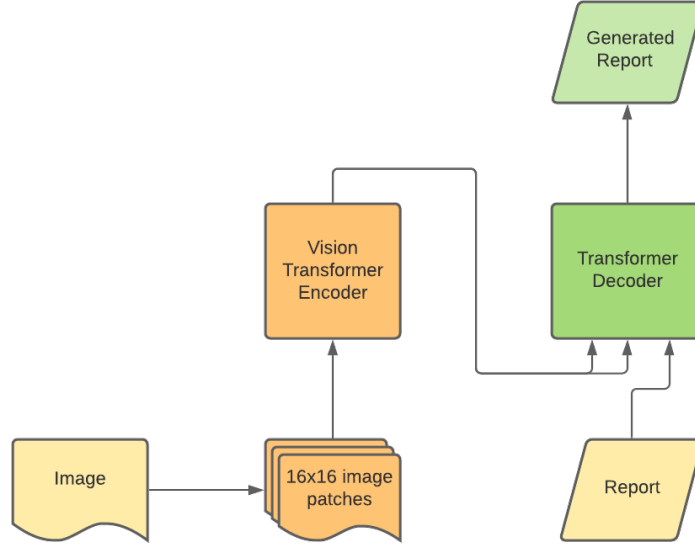 Generated
Report
Vision
Transformer
Encoder
Transformer
Decoder
Image
16x16 image
patches
Report